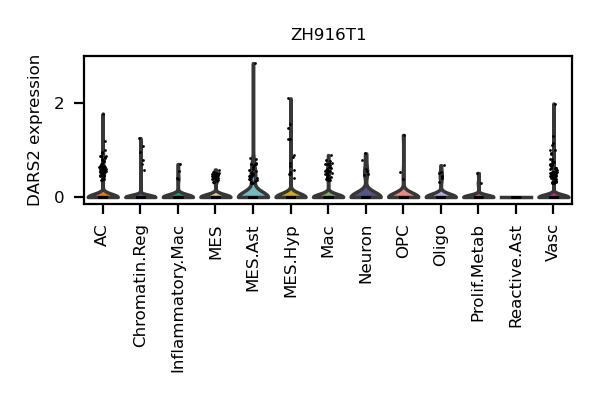 ZH916T1
DARS2 expression
2
0
AC
Chromatin.Reg
Inflammatory.Mac
MES
MES.Ast
MES.Hyp
Mac
Neuron
OPC
Oligo
Prolif.Metab
Reactive.Ast
Vasc